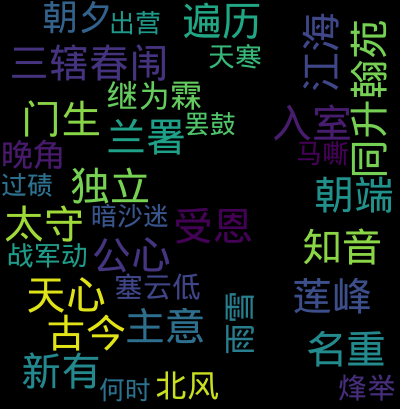 朝夕
出营
遍历
三辖春闱
天寒
江海
翰苑
继为霖
门生
兰署
罢鼓
入室
同升
晚角
马嘶
过碛
独立
朝端
太守
暗沙迷
受恩
战军动
公心
知音
天心
塞云低
莲峰
古今
主意
雨雪
名重
新有
何时
北风
烽举